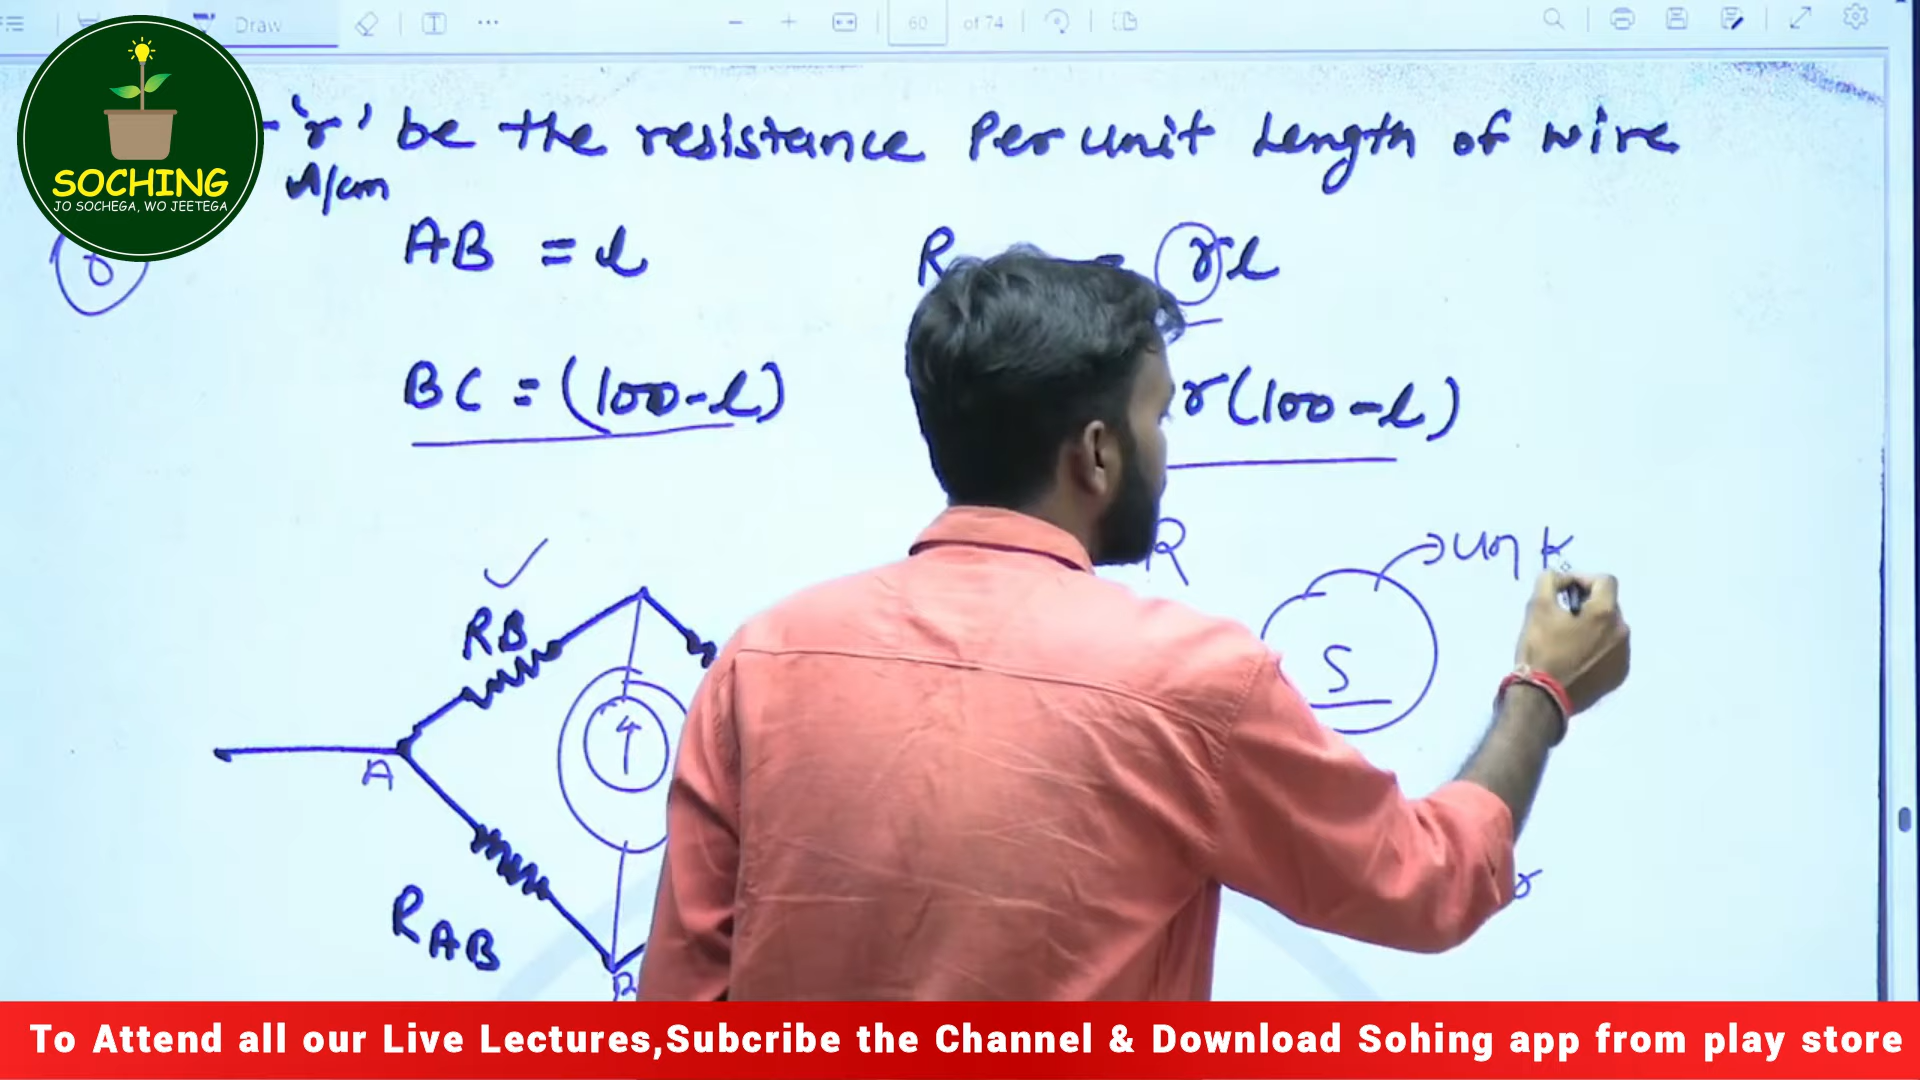 Draw
60 of 74
SOCHING
JO SOCHEGA, WO JEETEGA
'r' be the resistance Per unit Length of wire
Ω/cm
AB = l
R = rl
BC = (100-l)
r(100-l)
R
unk
RB
S
A
RAB
B
r
To Attend all our Live Lectures,Subcribe the Channel & Download Sohing app from play store